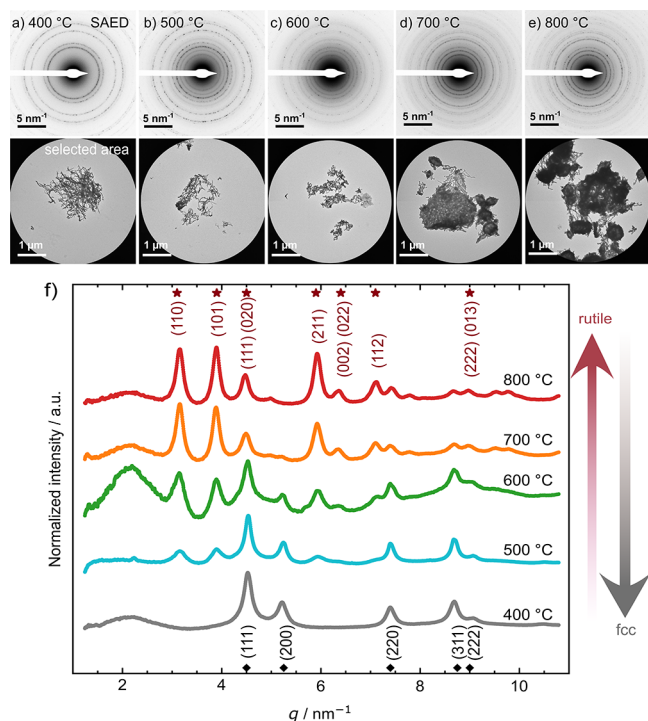 a) 400 °C SAED
b) 500 °C
c) 600 °C
d) 700 °C
e) 800 °C
5 nm⁻¹
5 nm⁻¹
5 nm⁻¹
5 nm⁻¹
5 nm⁻¹
selected area
1 µm
1 µm
1 µm
1 µm
1 µm
f)
(110)
(101)
(111) (020)
(211)
(002) (022)
(112)
(222) (013)
rutile
800 °C
700 °C
600 °C
500 °C
400 °C
fcc
(111)
(200)
(220)
(311)
(222)
Normalized intensity / a.u.
2 4 6 8 10
q / nm⁻¹